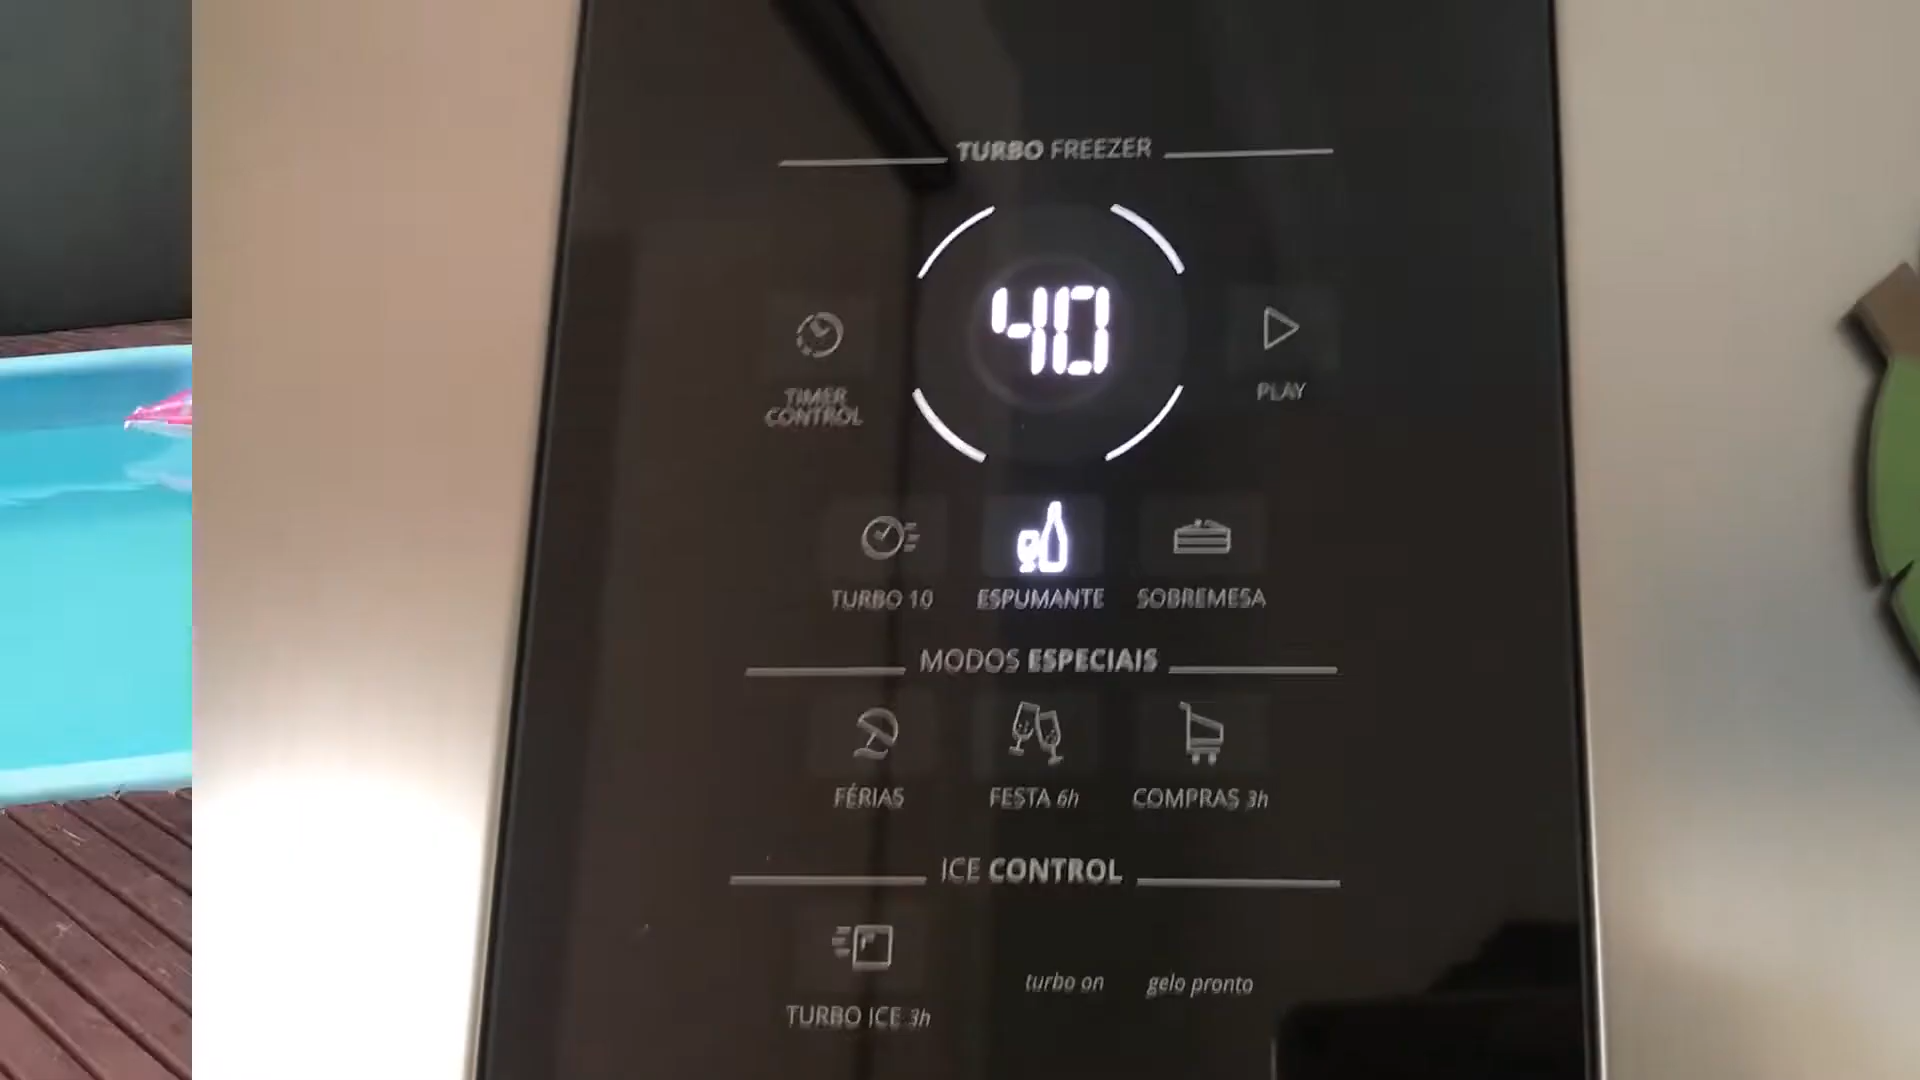 TURBO FREEZER
40
TIMER
CONTROL
PLAY
TURBO 10
ESPUMANTE
SOBREMESA
MODOS ESPECIAIS
FÉRIAS
FESTA 6h
COMPRAS 3h
ICE CONTROL
turbo on
gelo pronto
TURBO ICE 3h